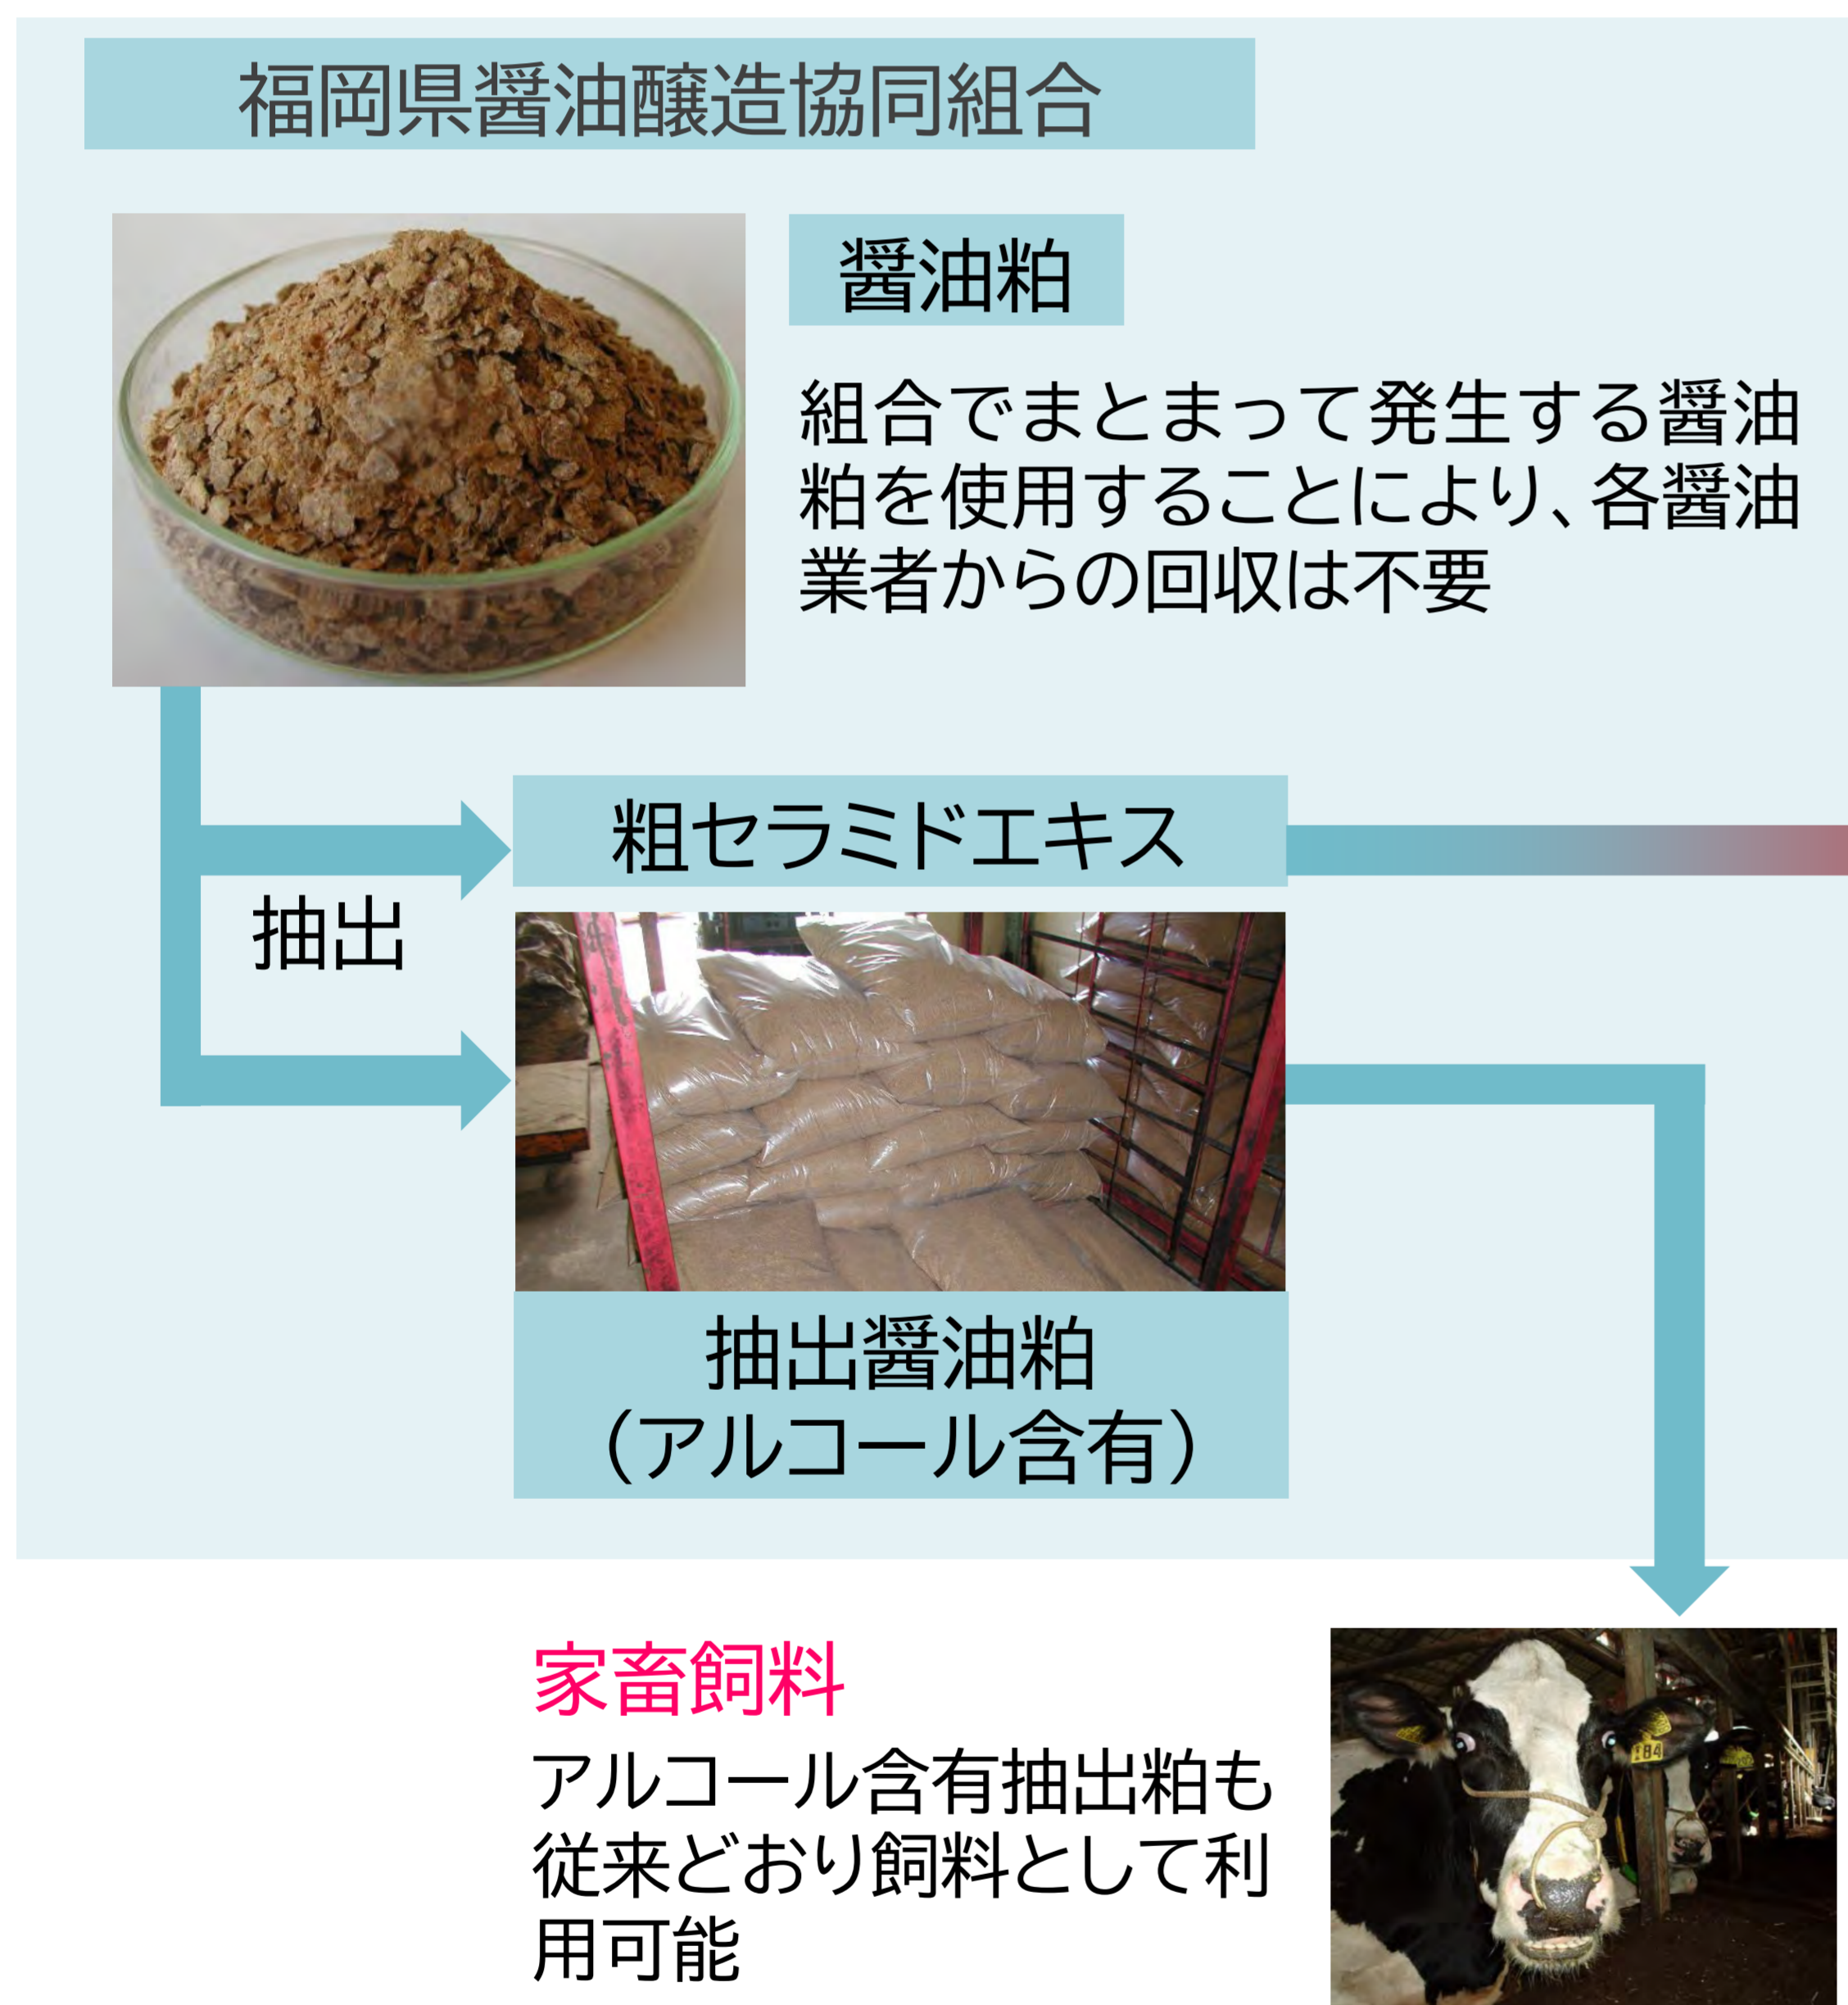 福岡県醤油醸造協同組合
醤油粕
組合でまとまって発生する醤油
粕を使用することにより、各醤油
業者からの回収は不要
粗セラミドエキス
抽出
抽出醤油粕
（アルコール含有）
家畜飼料
アルコール含有抽出粕も
従来どおり飼料として利
用可能
84